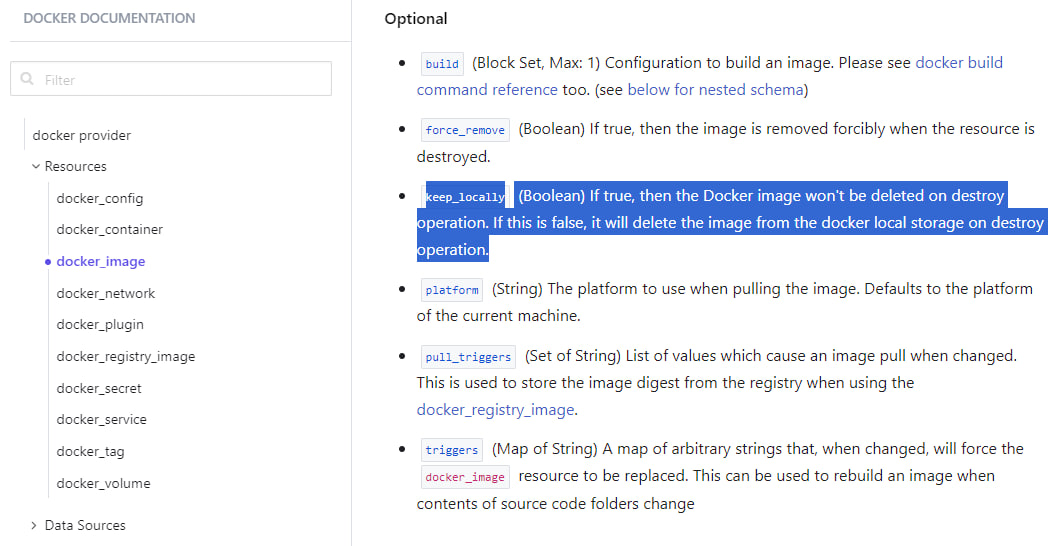 DOCKER DOCUMENTATION
Filter
docker provider
Resources
docker_config
docker_container
docker_image
docker_network
docker_plugin
docker_registry_image
docker_secret
docker_service
docker_tag
docker_volume
Data Sources
Optional
build (Block Set, Max: 1) Configuration to build an image. Please see docker build
command reference too. (see below for nested schema)
force_remove (Boolean) If true, then the image is removed forcibly when the resource is
destroyed.
keep_locally (Boolean) If true, then the Docker image won't be deleted on destroy
operation. If this is false, it will delete the image from the docker local storage on destroy
operation.
platform (String) The platform to use when pulling the image. Defaults to the platform
of the current machine.
pull_triggers (Set of String) List of values which cause an image pull when changed.
This is used to store the image digest from the registry when using the
docker_registry_image.
triggers (Map of String) A map of arbitrary strings that, when changed, will force the
docker_image resource to be replaced. This can be used to rebuild an image when
contents of source code folders change